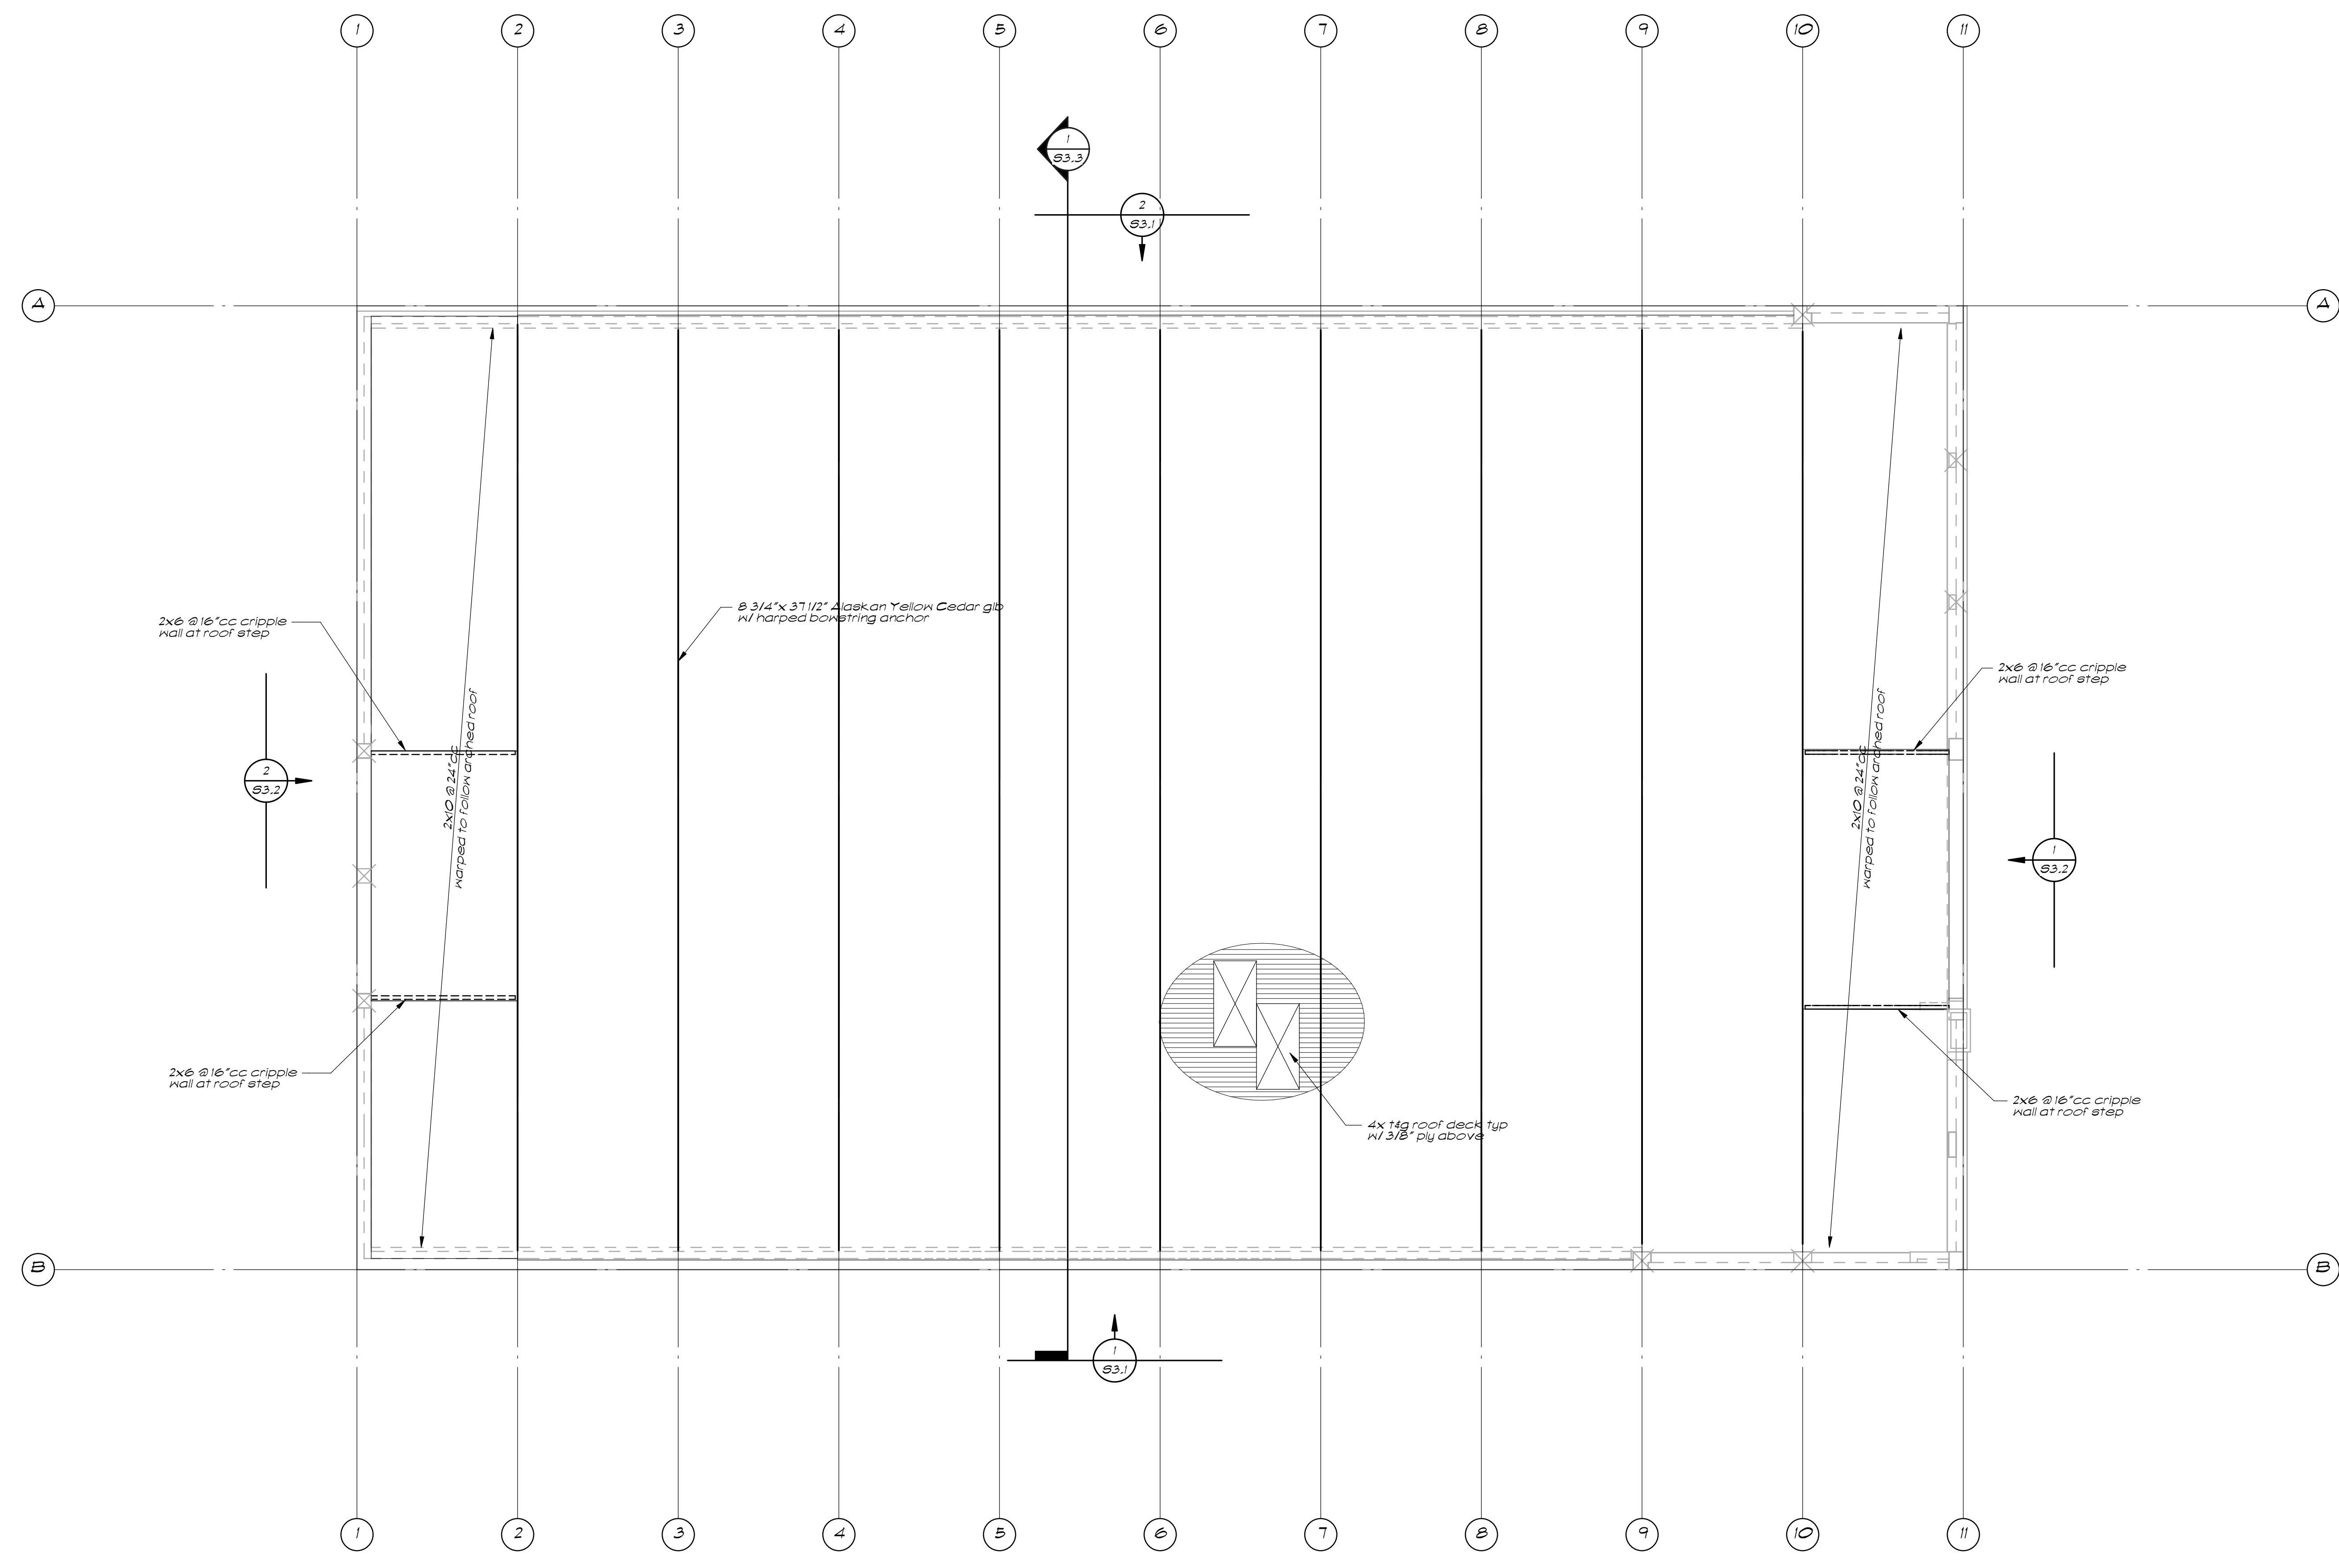 1 2 3 4 5 6 7 8 9 10 11
1
S3.3
2
S3.1
A A
8 3/4"x 37 1/2" Alaskan Yellow Cedar glb
w/ harped bowstring anchor
2x6 @ 16"cc cripple
wall at roof step
2x6 @ 16"cc cripple
wall at roof step
2x10 @ 24"cc
warped to follow arched roof
2x10 @ 24"cc
warped to follow arched roof
2
S3.2
1
S3.2
2x6 @ 16"cc cripple
wall at roof step
2x6 @ 16"cc cripple
wall at roof step
4x t&g roof deck typ
w/ 3/8" ply above
B B
1
S3.1
1 2 3 4 5 6 7 8 9 10 11